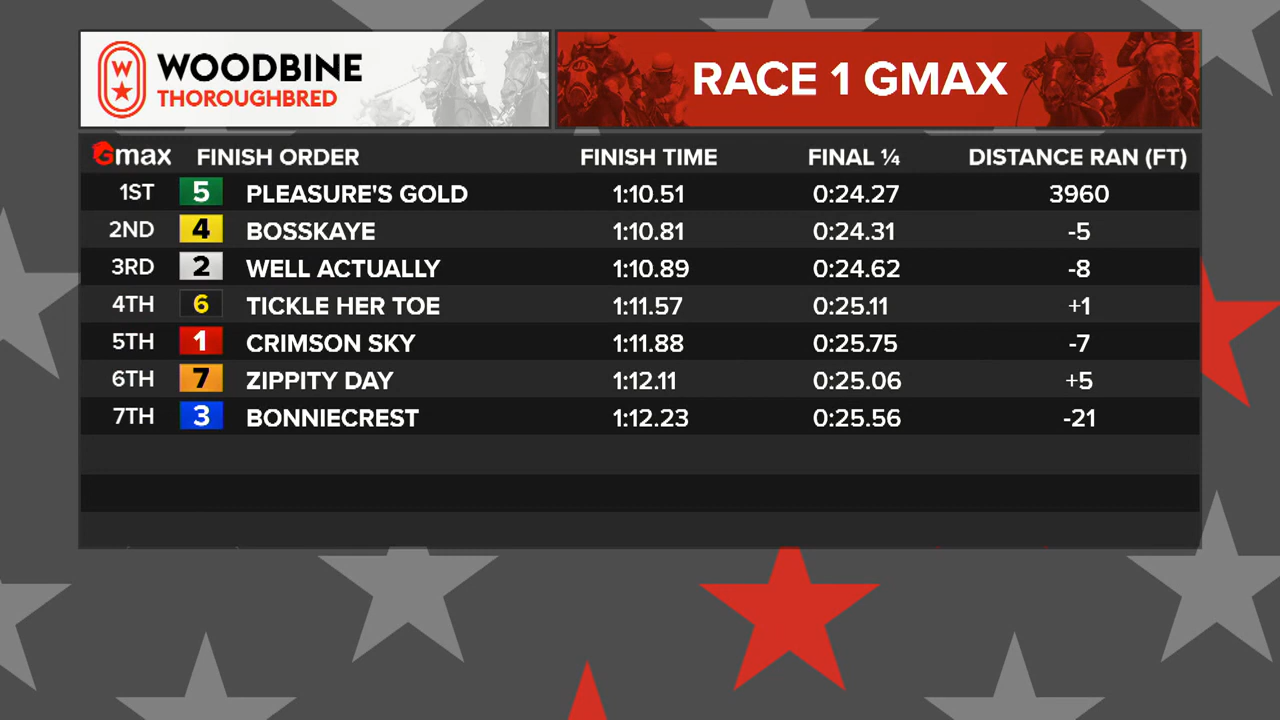 W
WOODBINE
THOROUGHBRED
RACE 1 GMAX
Gmax FINISH ORDER FINISH TIME FINAL ¼ DISTANCE RAN (FT)
1ST 5 PLEASURE'S GOLD 1:10.51 0:24.27 3960
2ND 4 BOSSKAYE 1:10.81 0:24.31 -5
3RD 2 WELL ACTUALLY 1:10.89 0:24.62 -8
4TH 6 TICKLE HER TOE 1:11.57 0:25.11 +1
5TH 1 CRIMSON SKY 1:11.88 0:25.75 -7
6TH 7 ZIPPITY DAY 1:12.11 0:25.06 +5
7TH 3 BONNIECREST 1:12.23 0:25.56 -21